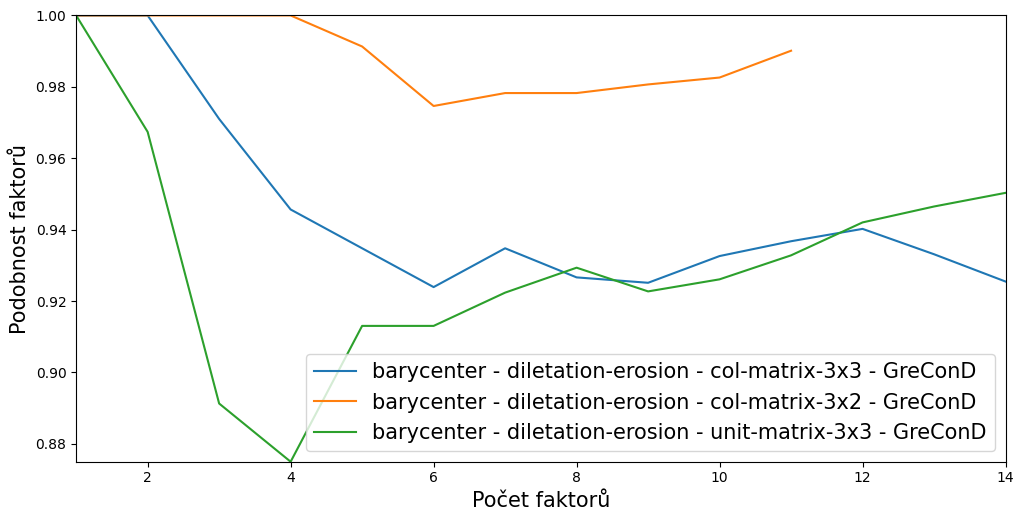 1.00
0.98
0.96
0.94
0.92
0.90
0.88
Podobnost faktorů
barycenter - diletation-erosion - col-matrix-3x3 - GreConD
barycenter - diletation-erosion - col-matrix-3x2 - GreConD
barycenter - diletation-erosion - unit-matrix-3x3 - GreConD
2 4 6 8 10 12 14
Počet faktorů